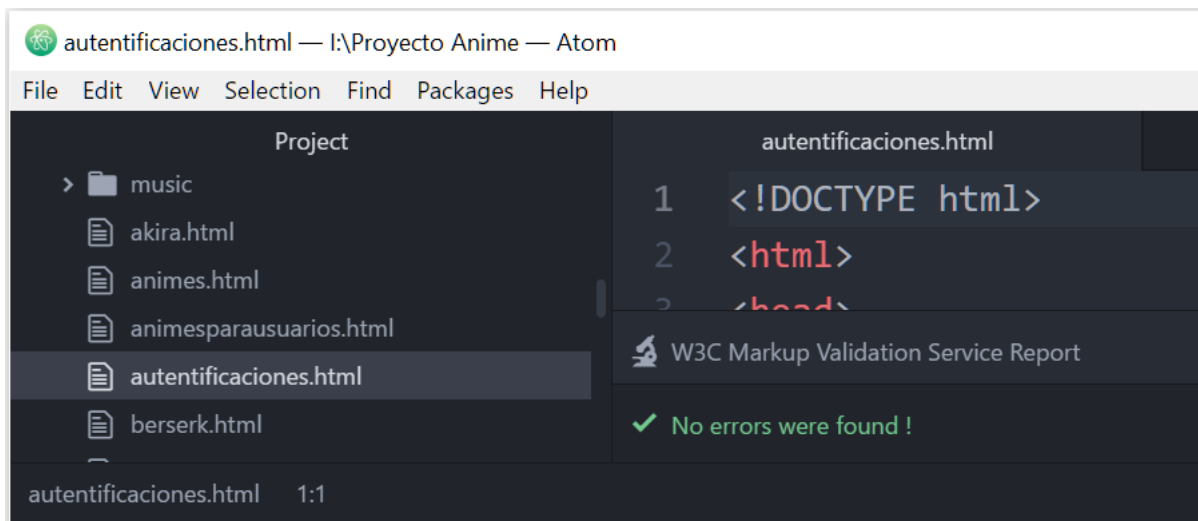 autentificaciones.html — I:\Proyecto Anime — Atom
File Edit View Selection Find Packages Help
Project
music
akira.html
animes.html
animesparausuarios.html
autentificaciones.html
berserk.html
autentificaciones.html
1 <!DOCTYPE html>
2 <html>
3 <head>
W3C Markup Validation Service Report
No errors were found !
autentificaciones.html 1:1